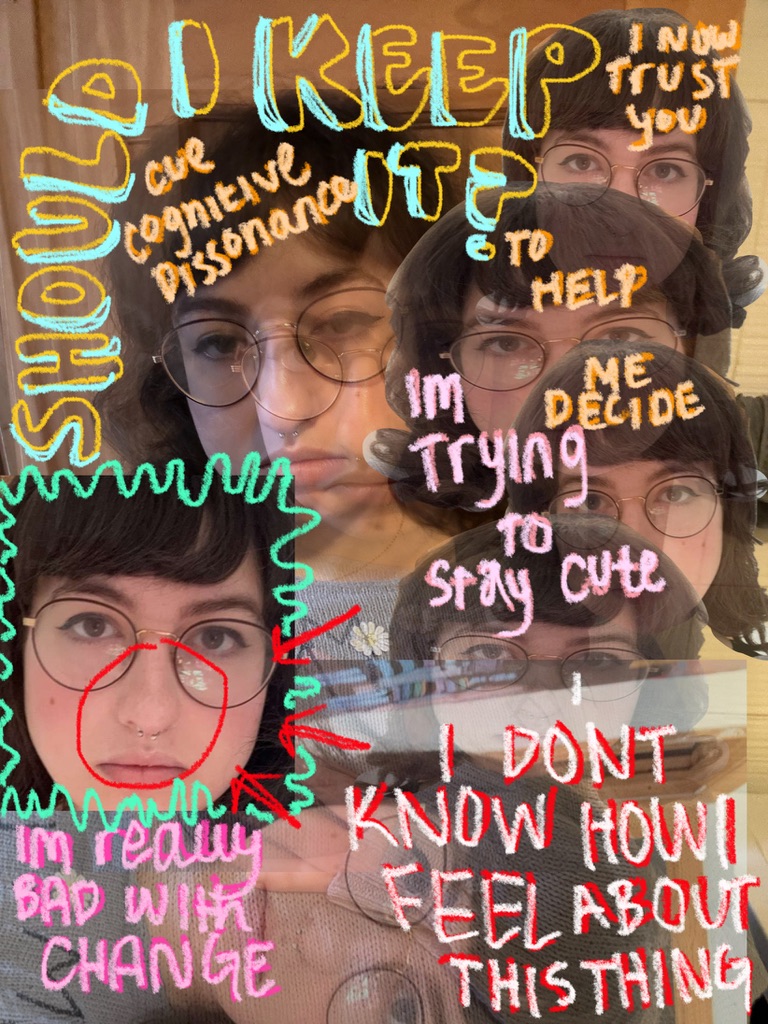 SHOULD I KEEP
IT?
I NOW
TRUST
YOU
cue
cognitive
Dissonance
TO
HELP
ME
DECIDE
Im
Trying
TO
Stay cute
I
I DONT
KNOW HOW I
FEEL ABOUT
THIS THING
Im really
BAD WITH
CHANGE